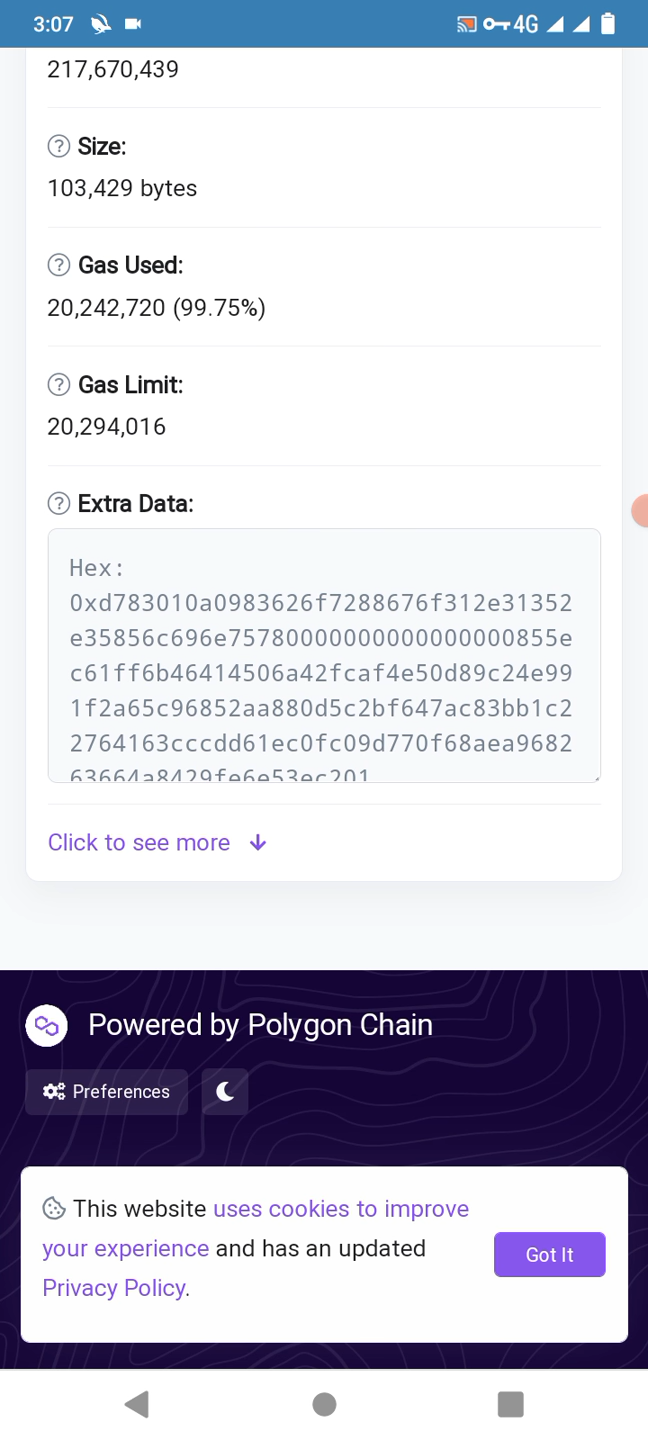 3:07 4G
217,670,439
Size:
103,429 bytes
Gas Used:
20,242,720 (99.75%)
Gas Limit:
20,294,016
Extra Data:
Hex:
0xd783010a0983626f7288676f312e31352
e35856c696e75780000000000000000855e
c61ff6b46414506a42fcaf4e50d89c24e99
1f2a65c96852aa880d5c2bf647ac83bb1c2
2764163cccdd61ec0fc09d770f68aea9682
63664a8429fe6e53ec201
Click to see more
Powered by Polygon Chain
Preferences
This website uses cookies to improve
your experience and has an updated
Privacy Policy.
Got It